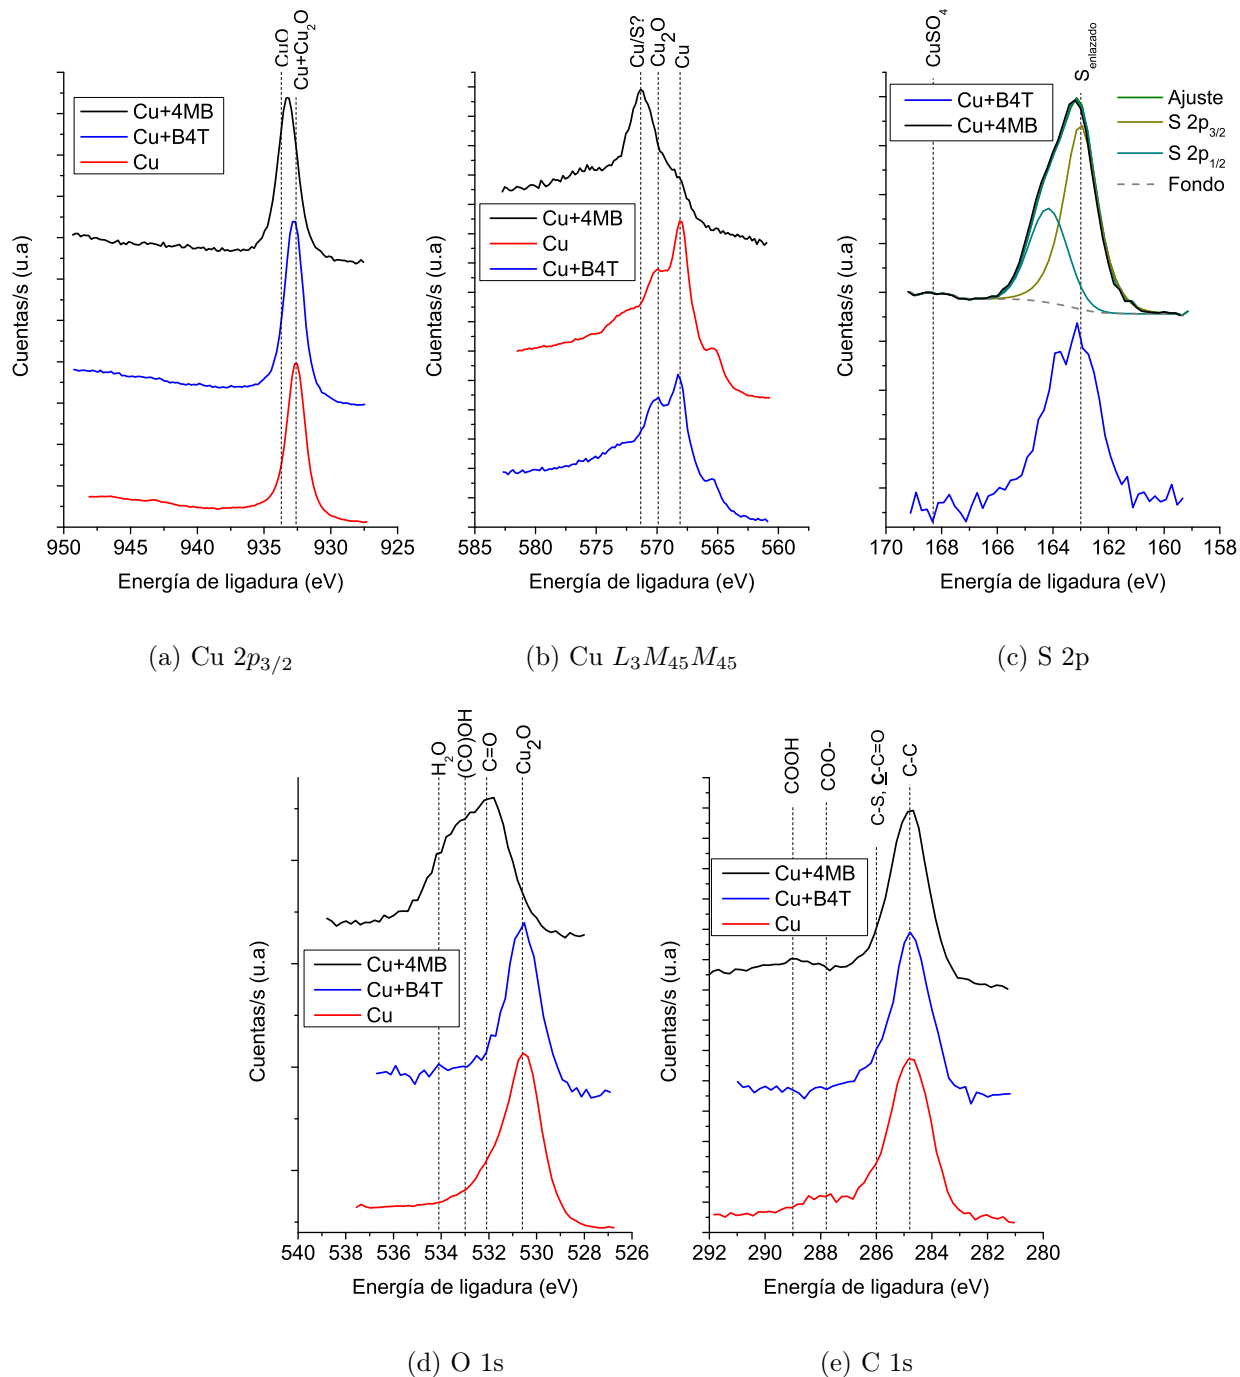 CuO
Cu+Cu2O
Cu+4MB
Cu+B4T
Cu
Cuentas/s (u.a)
950 945 940 935 930 925
Energía de ligadura (eV)
(a) Cu 2p3/2
Cu/S?
Cu2O
Cu
Cu+4MB
Cu
Cu+B4T
Cuentas/s (u.a)
585 575 570 565 560
Energía de ligadura (eV)
(b) Cu L3M45M45
CuSO4
Senlazado
Cu+B4T
Cu+4MB
Ajuste
S 2p3/2
S 2p1/2
Fondo
Cuentas/s (u.a)
170 168 166 164 162 160 158
Energía de ligadura (eV)
(c) S 2p
H2O
(CO)OH
C=O
Cu2O
Cu+4MB
Cu+B4T
Cu
Cuentas/s (u.a)
540 538 536 534 532 530 528 526
Energía de ligadura (eV)
(d) O 1s
COOH
COO-
C-S, C-C=O
C-C
Cu+4MB
Cu+B4T
Cu
Cuentas/s (u.a)
292 290 288 286 284 282 280
Energía de ligadura (eV)
(e) C 1s